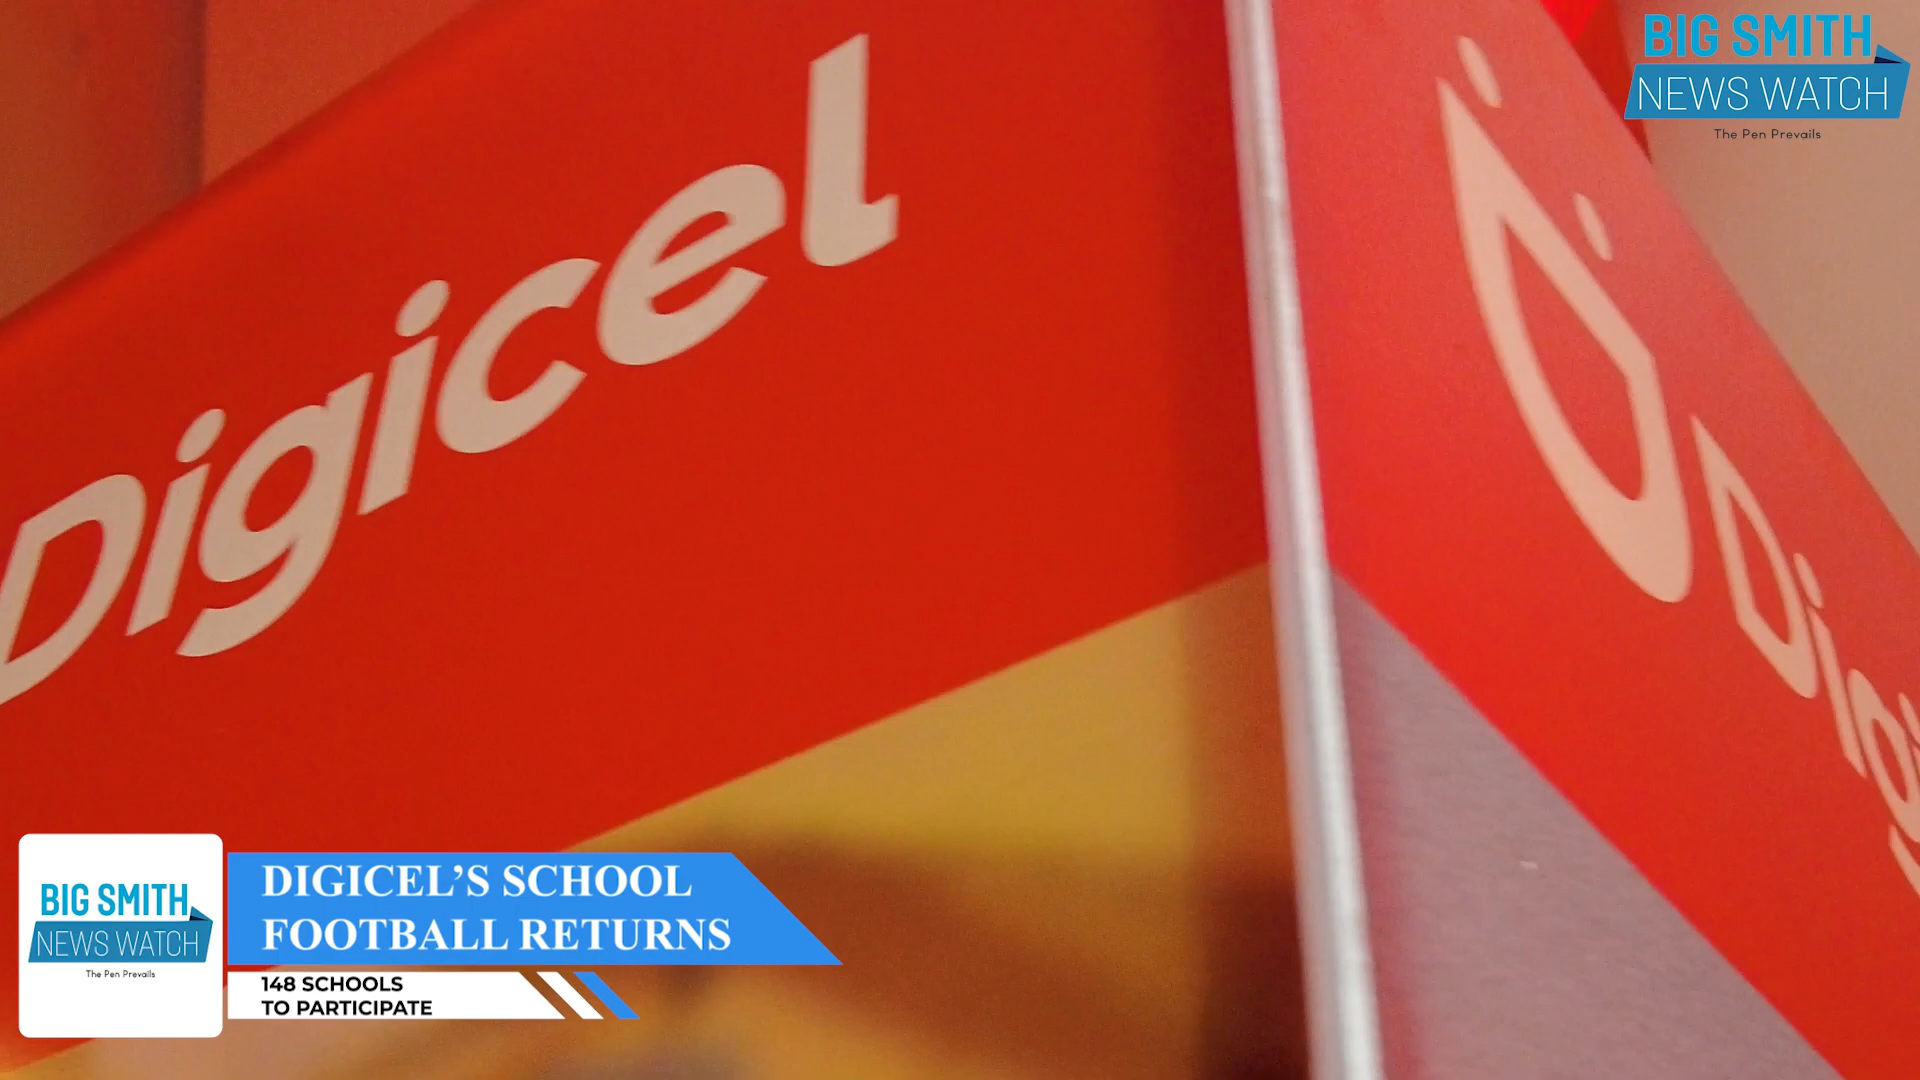 BIG SMITH
NEWS WATCH
The Pen Prevails
Digicel
Digi
BIG SMITH
NEWS WATCH
The Pen Prevails
DIGICEL'S SCHOOL
FOOTBALL RETURNS
148 SCHOOLS
TO PARTICIPATE